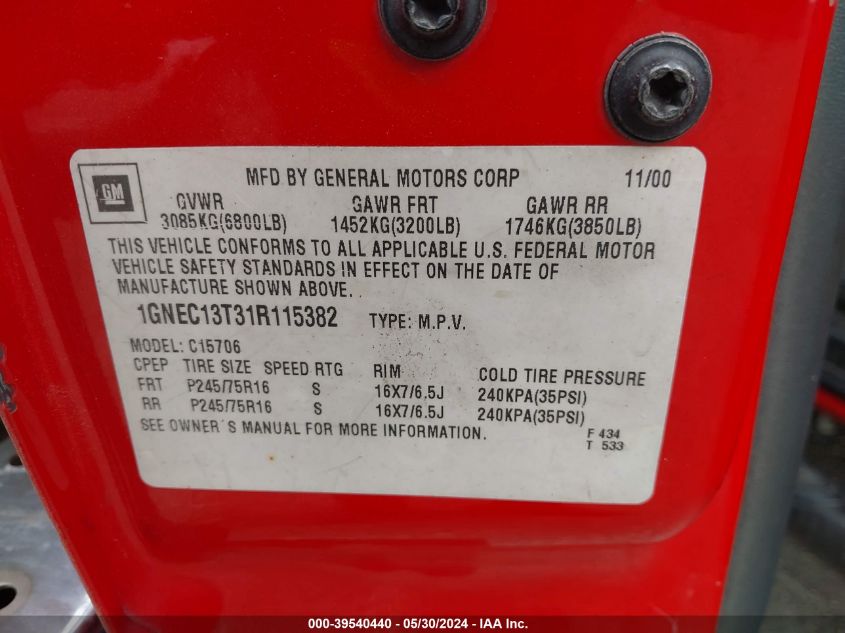 MFD BY GENERAL MOTORS CORP 11/00
GM
GVWR GAWR FRT GAWR RR
3085KG(6800LB) 1452KG(3200LB) 1746KG(3850LB)
THIS VEHICLE CONFORMS TO ALL APPLICABLE U.S. FEDERAL MOTOR
VEHICLE SAFETY STANDARDS IN EFFECT ON THE DATE OF
MANUFACTURE SHOWN ABOVE.
1GNEC13T31R115382 TYPE: M.P.V.
MODEL: C15706
CPEP TIRE SIZE SPEED RTG RIM COLD TIRE PRESSURE
FRT P245/75R16 S 16X7/6.5J 240KPA(35PSI)
RR P245/75R16 S 16X7/6.5J 240KPA(35PSI)
SEE OWNER'S MANUAL FOR MORE INFORMATION.
F 434
T 533
000-39540440 - 05/30/2024 - IAA Inc.